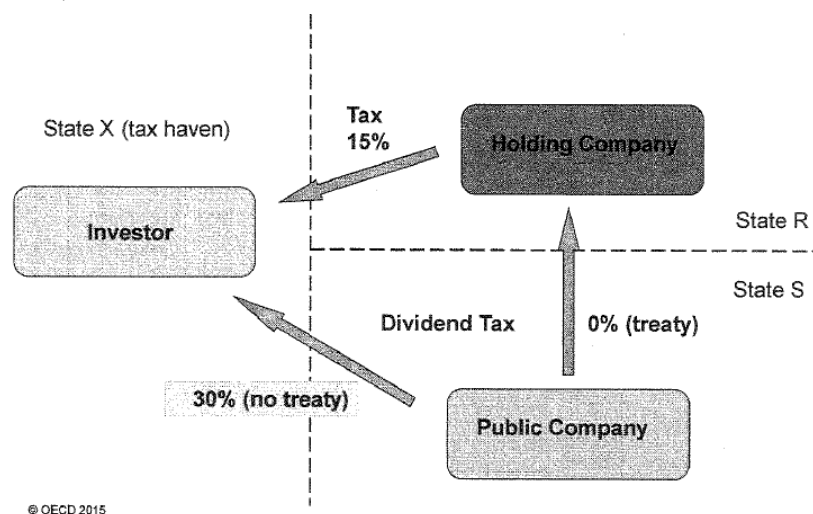 State X (tax haven)
Tax
15%
Holding Company
Investor
State R
State S
Dividend Tax
0% (treaty)
30% (no treaty)
Public Company
© OECD 2015